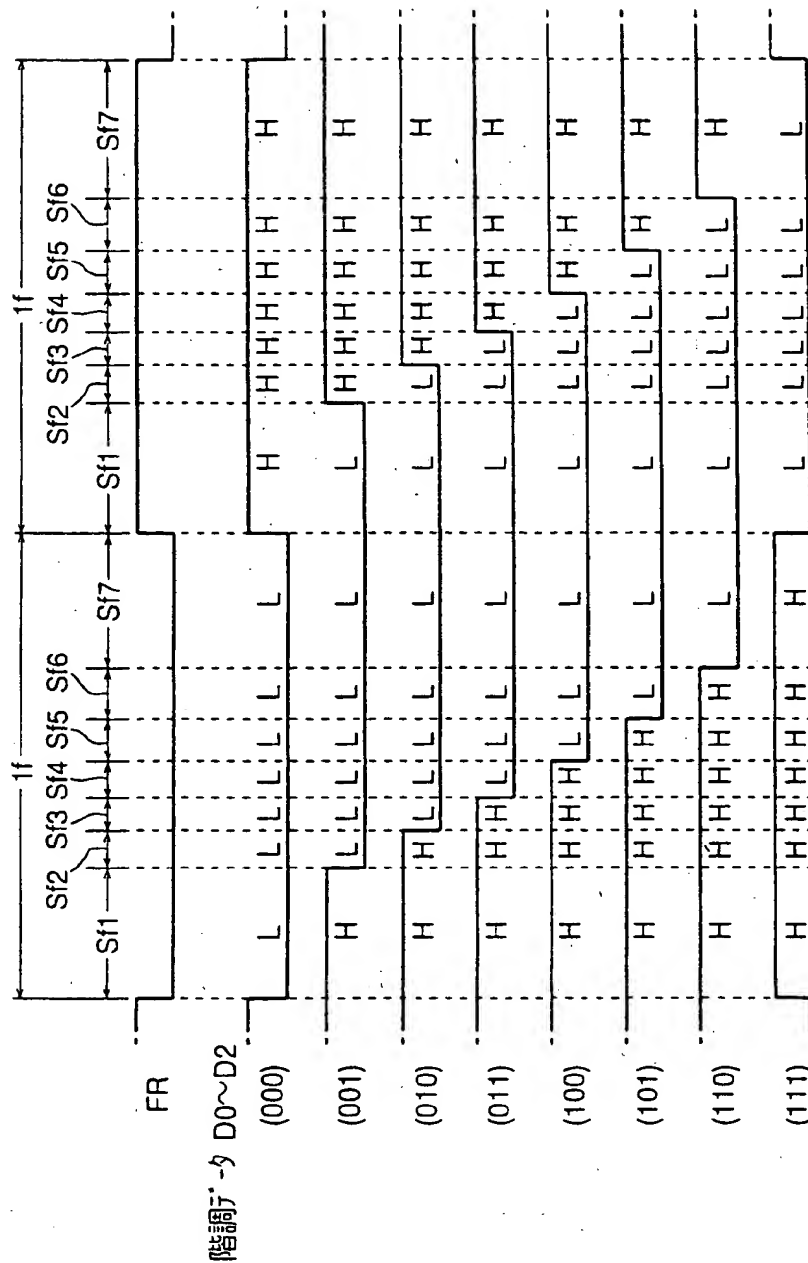 1f 1f
Sf2 Sf3 Sf4 Sf5 Sf6 Sf2 Sf3 Sf4 Sf5 Sf6
Sf1 Sf7 Sf1 Sf7
FR
階調データ D0~D2
(000) L L L L L L L H H H H H H H
(001) H L L L L L L L H H H H H H
(010) H H L L L L L L L H H H H H
(011) H H H L L L L L L L H H H H
(100) H H H H L L L L L L L H H H
(101) H H H H H L L L L L L L H H
(110) H H H H H H L L L L L L L H
(111) H H H H H H H L L L L L L L